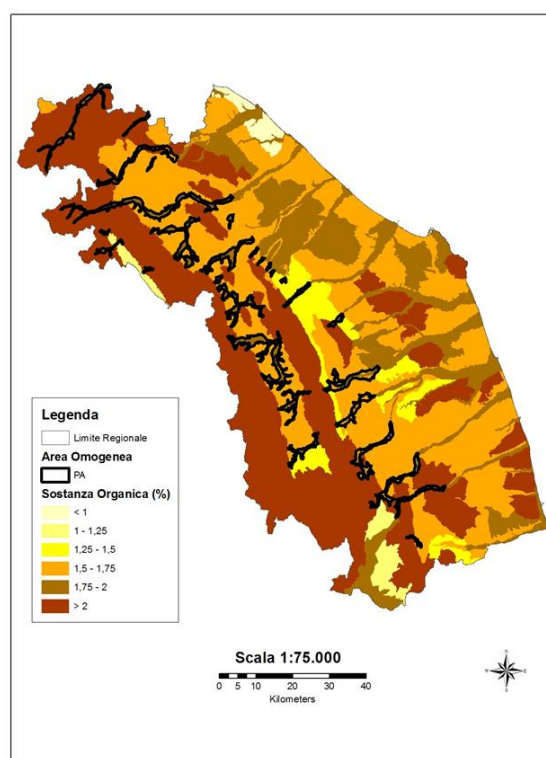 Legenda
Limite Regionale
Area Omogenea
PA
Sostanza Organica (%)
< 1
1 - 1,25
1,25 - 1,5
1,5 - 1,75
1,75 - 2
> 2
Scala 1:75.000
0 5 10 20 30 40
Kilometers